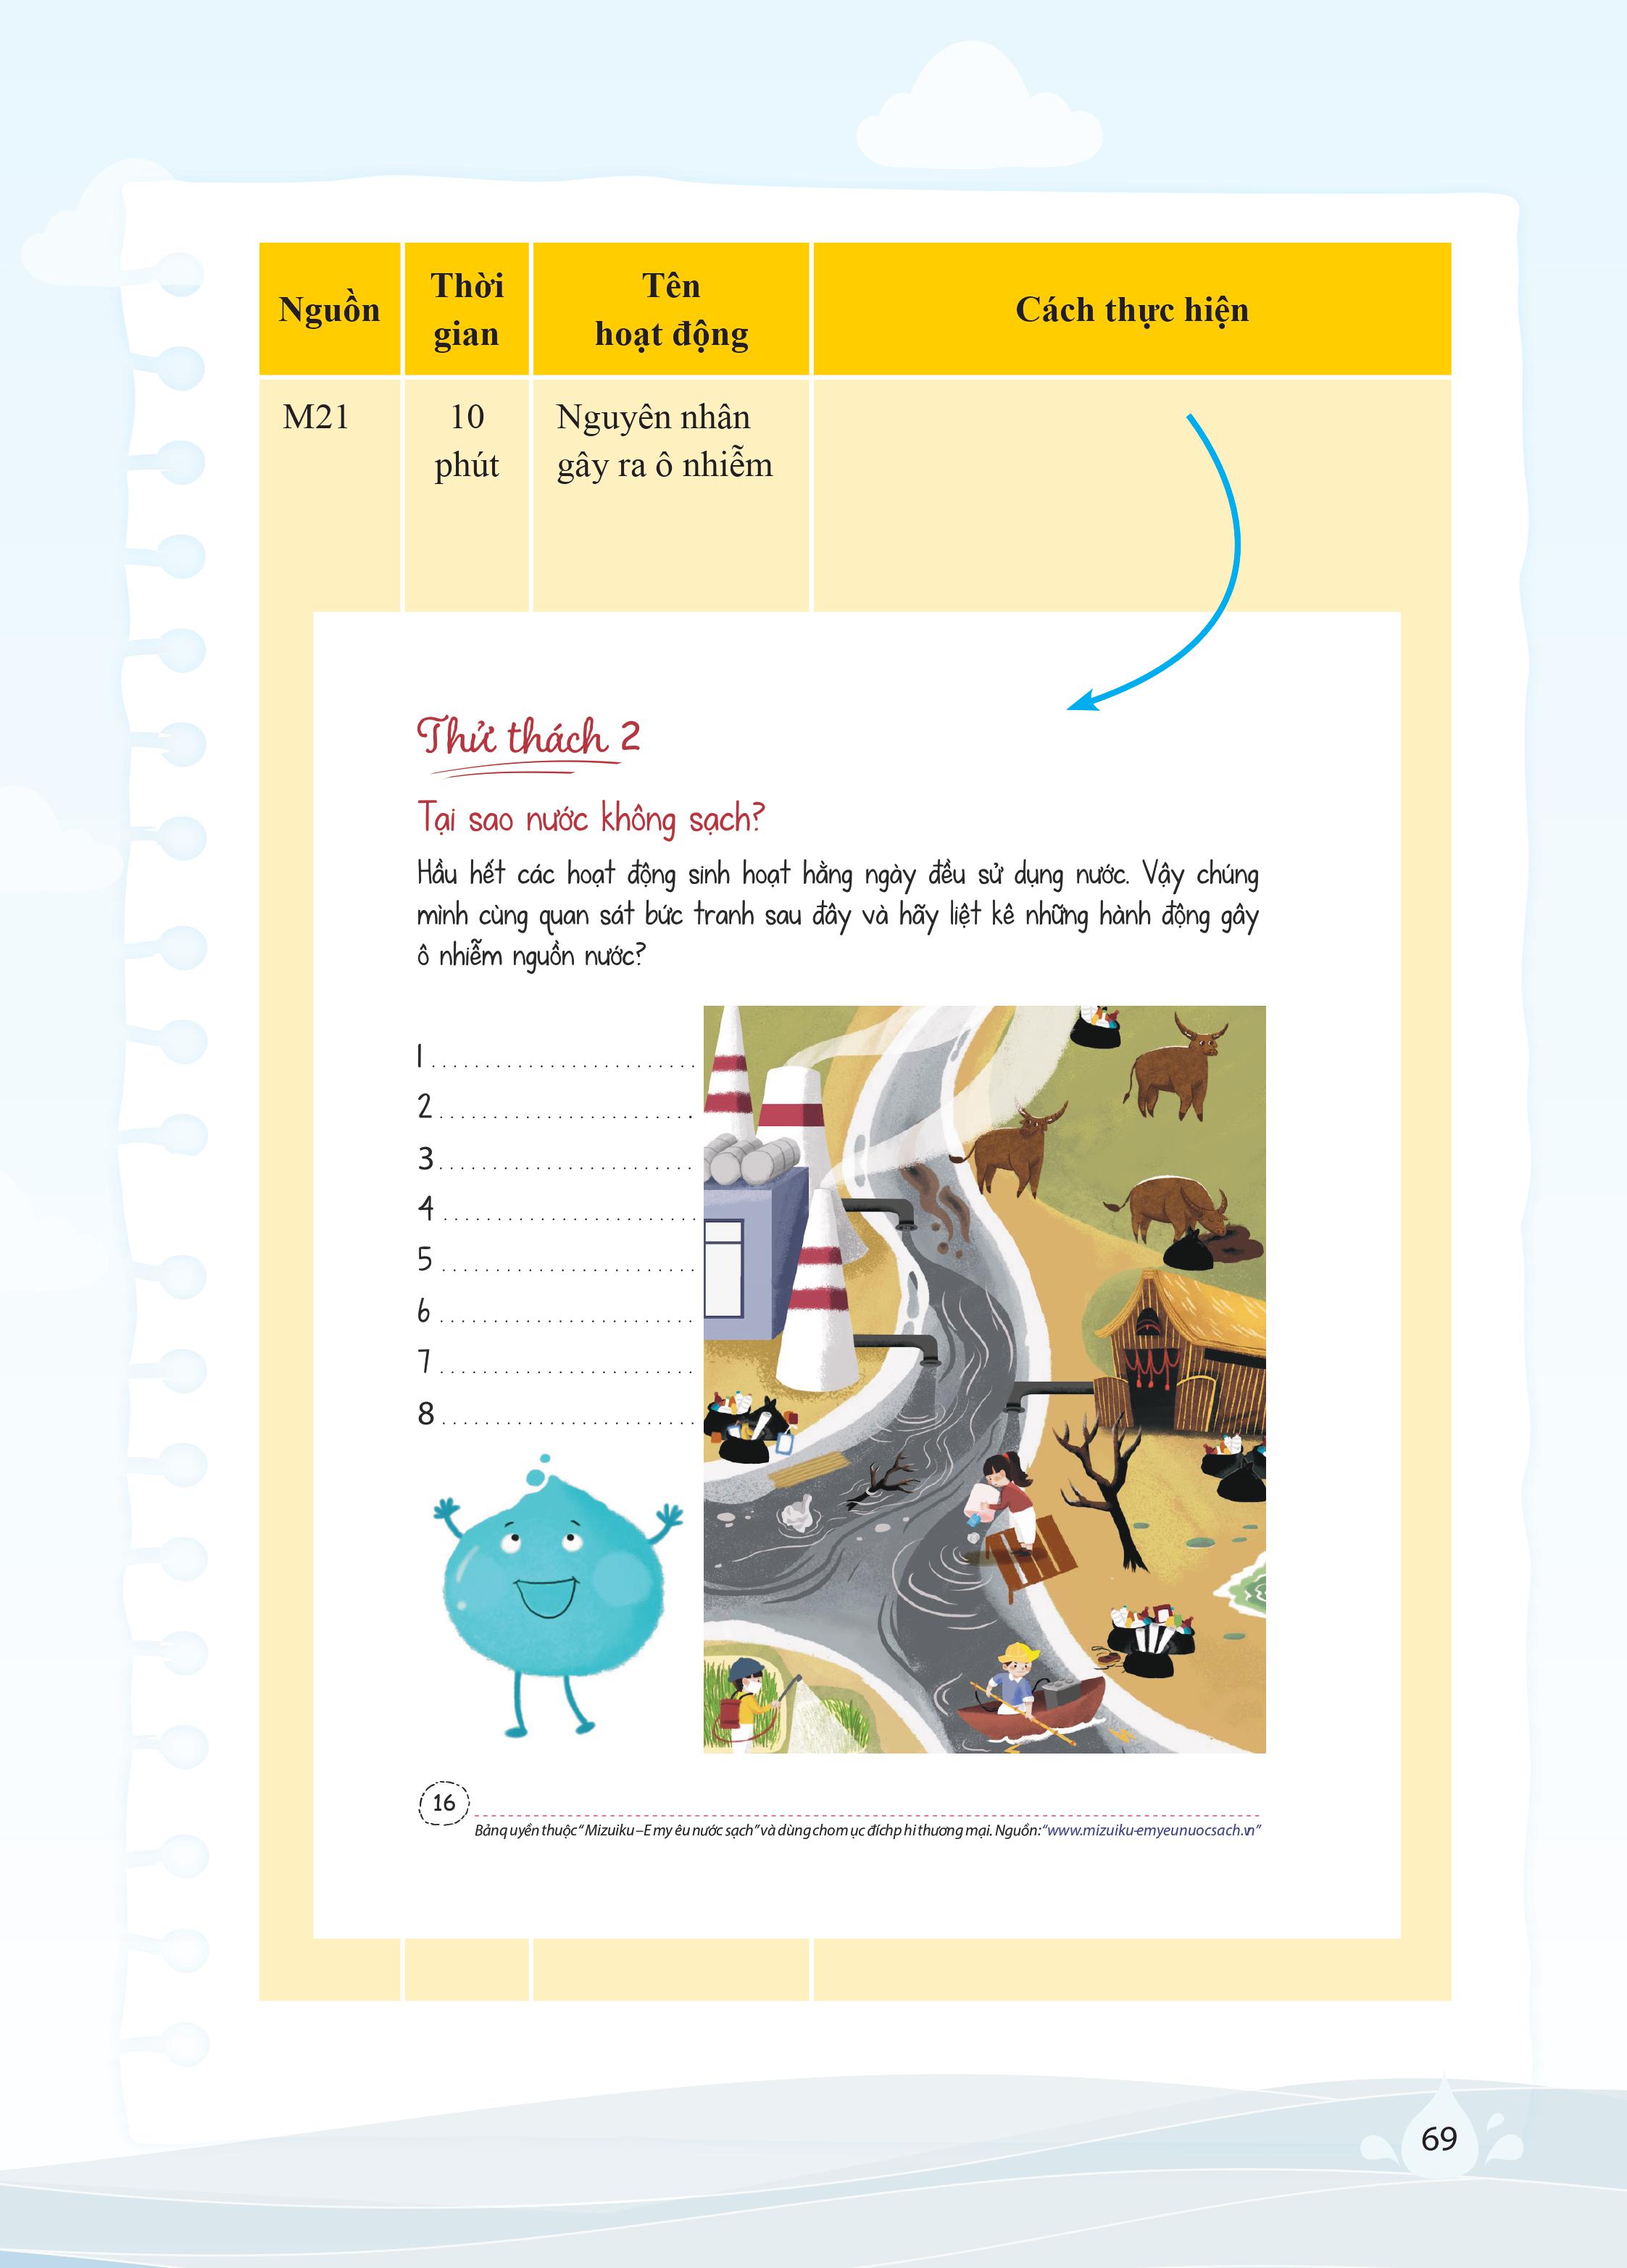 Nguồn
Thời
gian
Tên
hoạt động
Cách thực hiện
M21
10
phút
Nguyên nhân
gây ra ô nhiễm
Thử thách 2
Tại sao nước không sạch?
Hầu hết các hoạt động sinh hoạt hằng ngày đều sử dụng nước. Vậy chúng
mình cùng quan sát bức tranh sau đây và hãy liệt kê những hành động gây
ô nhiễm nguồn nước?
1 ..........................
2 ........................
3 ........................
4 ........................
5 ........................
6 ........................
7 ........................
8 ........................
16
Bảnq uyền thuộc “ Mizuiku – E my êu nước sạch” và dùng chom ục đíchp hi thương mại. Nguồn: “www.mizuiku-emyeunuocsach.vn”
69